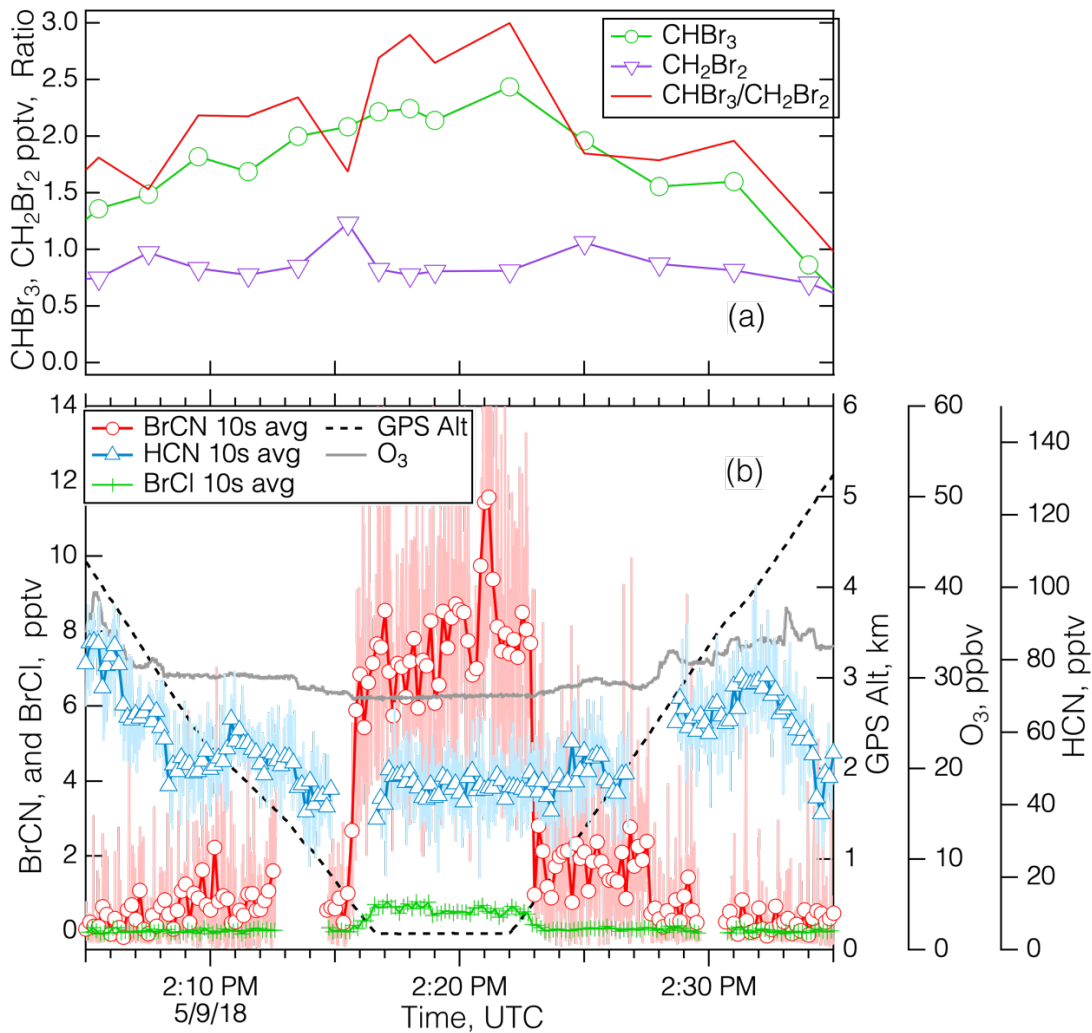 CHBr3, CH2Br2 pptv, Ratio
3.0
2.5
2.0
1.5
1.0
0.5
0.0
CHBr3
CH2Br2
CHBr3/CH2Br2
(a)
BrCN, and BrCl, pptv
14
12
10
8
6
4
2
0
BrCN 10s avg
HCN 10s avg
BrCl 10s avg
GPS Alt
O3
(b)
6
5
4
3
2
1
0
GPS Alt, km
60
50
40
30
20
10
0
O3, ppbv
140
120
100
80
60
40
20
0
HCN, pptv
2:10 PM
5/9/18
2:20 PM
2:30 PM
Time, UTC